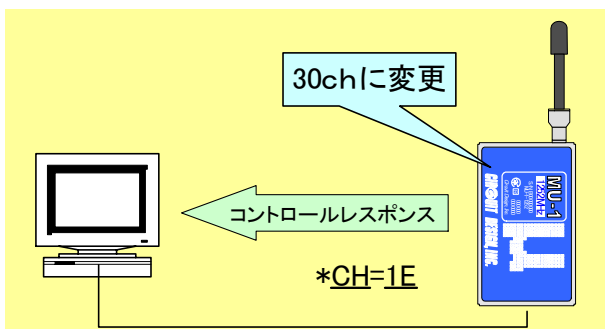 30chに変更
コントロールレスポンス
*CH=1E
MU-1
CIRCUIT DESIGN, INC.